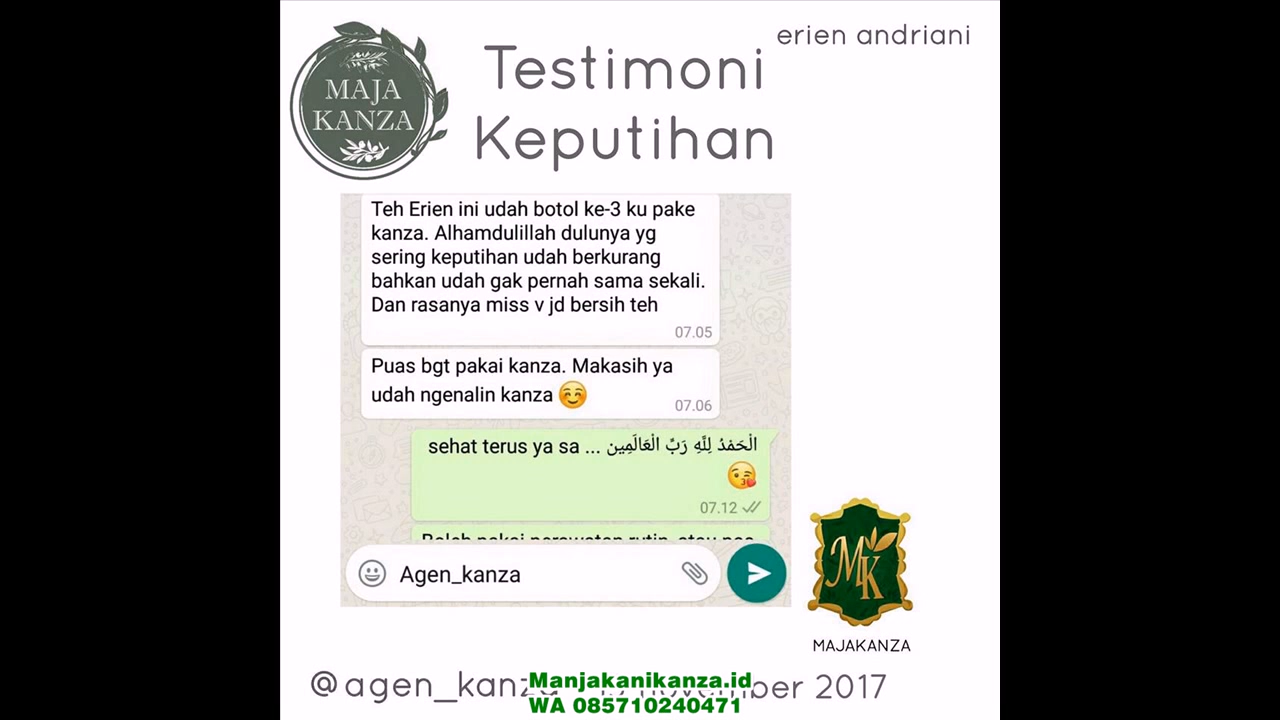 erien andriani
Testimoni
Keputihan
MAJA
KANZA
Teh Erien ini udah botol ke-3 ku pake
kanza. Alhamdulillah dulunya yg
sering keputihan udah berkurang
bahkan udah gak pernah sama sekali.
Dan rasanya miss v jd bersih teh
07.05
Puas bgt pakai kanza. Makasih ya
udah ngenalin kanza ☺️
07.06
sehat terus ya sa ... الْحَمْدُ لِلَّهِ رَبِّ الْعَالَمِين
😘
07.12
Agen_kanza
MK
MAJAKANZA
@agen_kanza november 2017
Manjakanikanza.id
WA 085710240471